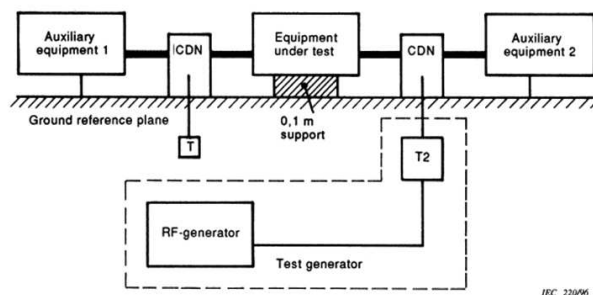 Auxiliary
equipment 1
CDN
Equipment
under test
CDN
Auxiliary
equipment 2
Ground reference plane
0,1 m
support
T
T2
RF-generator
Test generator
IEC 220/96